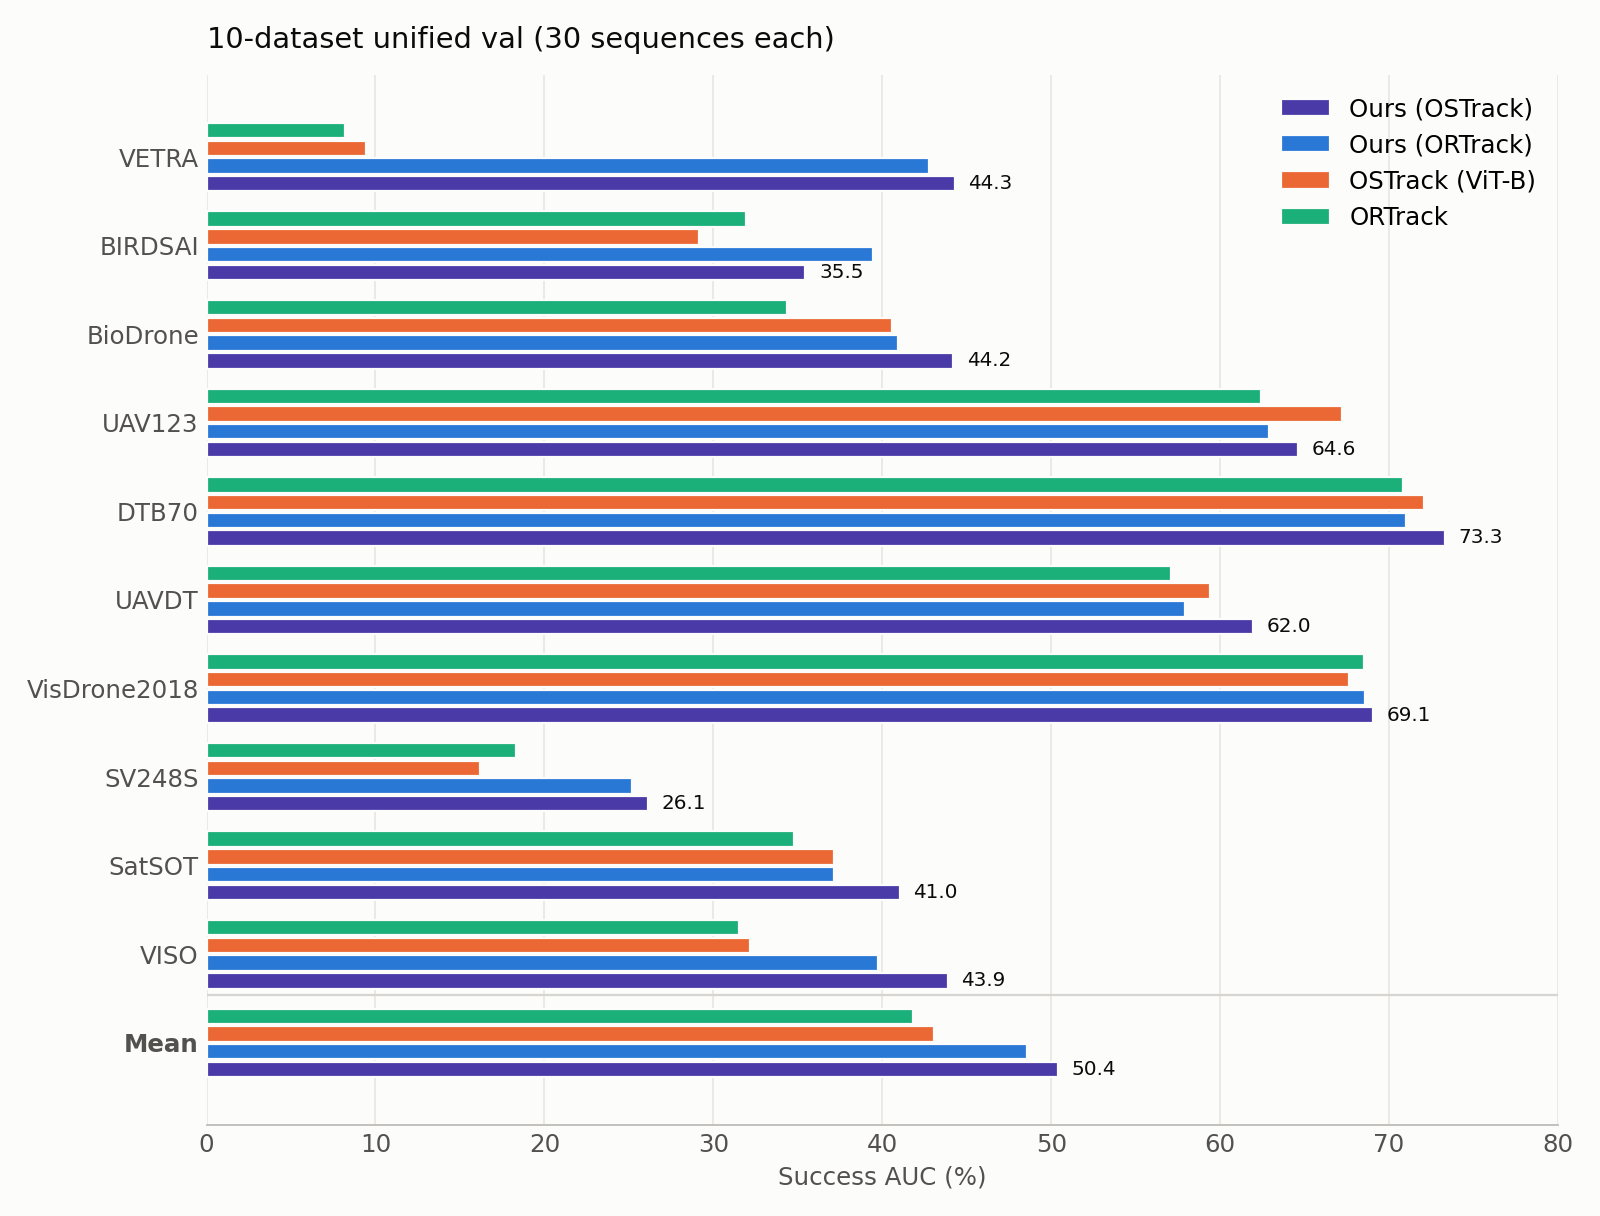 10-dataset unified val (30 sequences each)
Ours (OSTrack)
Ours (ORTrack)
OSTrack (ViT-B)
ORTrack
VETRA
44.3
BIRDSAI
35.5
BioDrone
44.2
UAV123
64.6
DTB70
73.3
UAVDT
62.0
VisDrone2018
69.1
SV248S
26.1
SatSOT
41.0
VISO
43.9
Mean
50.4
0 10 20 30 40 50 60 70 80
Success AUC (%)